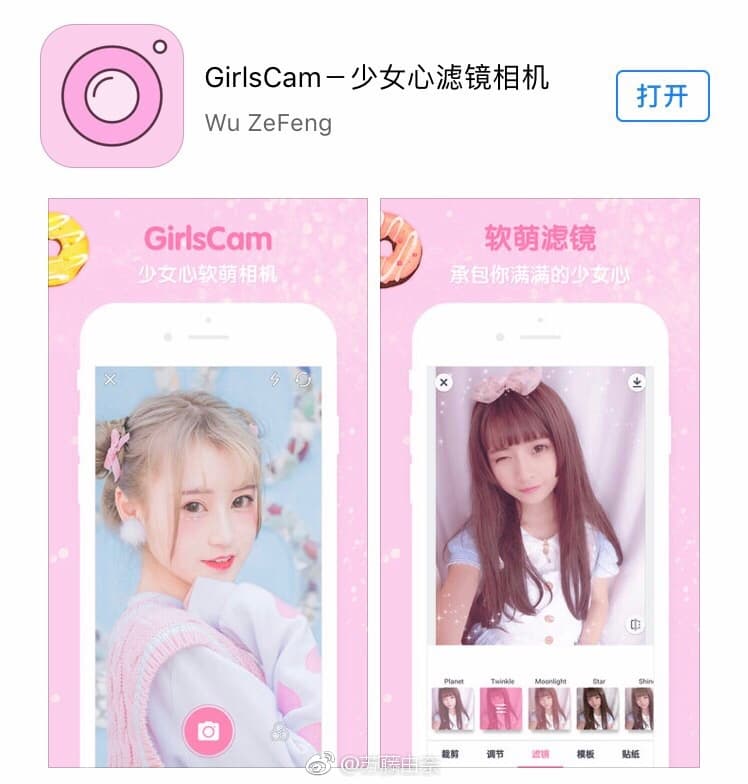 GirlsCam－少女心滤镜相机
Wu ZeFeng
打开
GirlsCam
少女心软萌相机
软萌滤镜
承包你满满的少女心
Planet Twinkle Moonlight Star Shin
裁剪 调节 滤镜 模板 贴纸